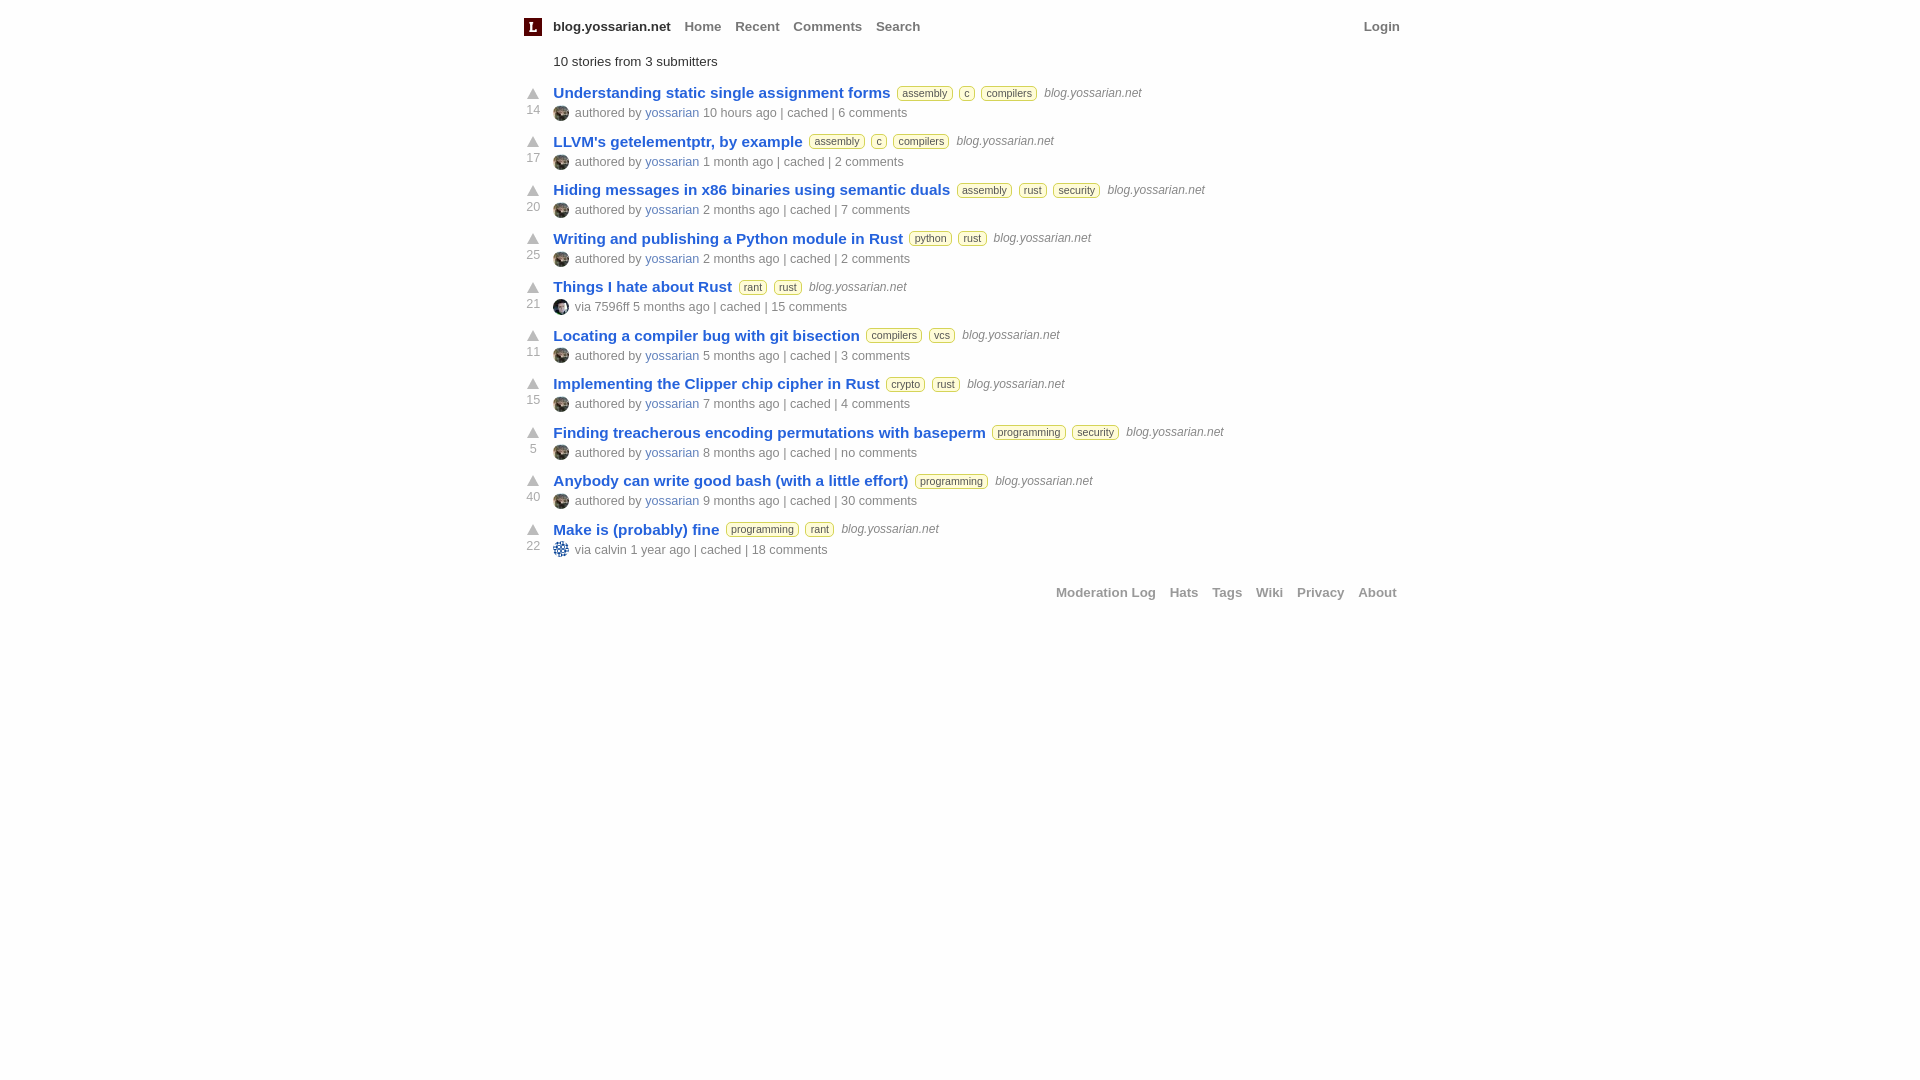 L blog.yossarian.net Home Recent Comments Search Login
10 stories from 3 submitters
Understanding static single assignment forms assembly c compilers blog.yossarian.net
14
authored by yossarian 10 hours ago | cached | 6 comments
LLVM's getelementptr, by example assembly c compilers blog.yossarian.net
17
authored by yossarian 1 month ago | cached | 2 comments
Hiding messages in x86 binaries using semantic duals assembly rust security blog.yossarian.net
20
authored by yossarian 2 months ago | cached | 7 comments
Writing and publishing a Python module in Rust python rust blog.yossarian.net
25
authored by yossarian 2 months ago | cached | 2 comments
Things I hate about Rust rant rust blog.yossarian.net
21
via 7596ff 5 months ago | cached | 15 comments
Locating a compiler bug with git bisection compilers vcs blog.yossarian.net
11
authored by yossarian 5 months ago | cached | 3 comments
Implementing the Clipper chip cipher in Rust crypto rust blog.yossarian.net
15
authored by yossarian 7 months ago | cached | 4 comments
Finding treacherous encoding permutations with baseperm programming security blog.yossarian.net
5
authored by yossarian 8 months ago | cached | no comments
Anybody can write good bash (with a little effort) programming blog.yossarian.net
40
authored by yossarian 9 months ago | cached | 30 comments
Make is (probably) fine programming rant blog.yossarian.net
22
via calvin 1 year ago | cached | 18 comments
Moderation Log Hats Tags Wiki Privacy About